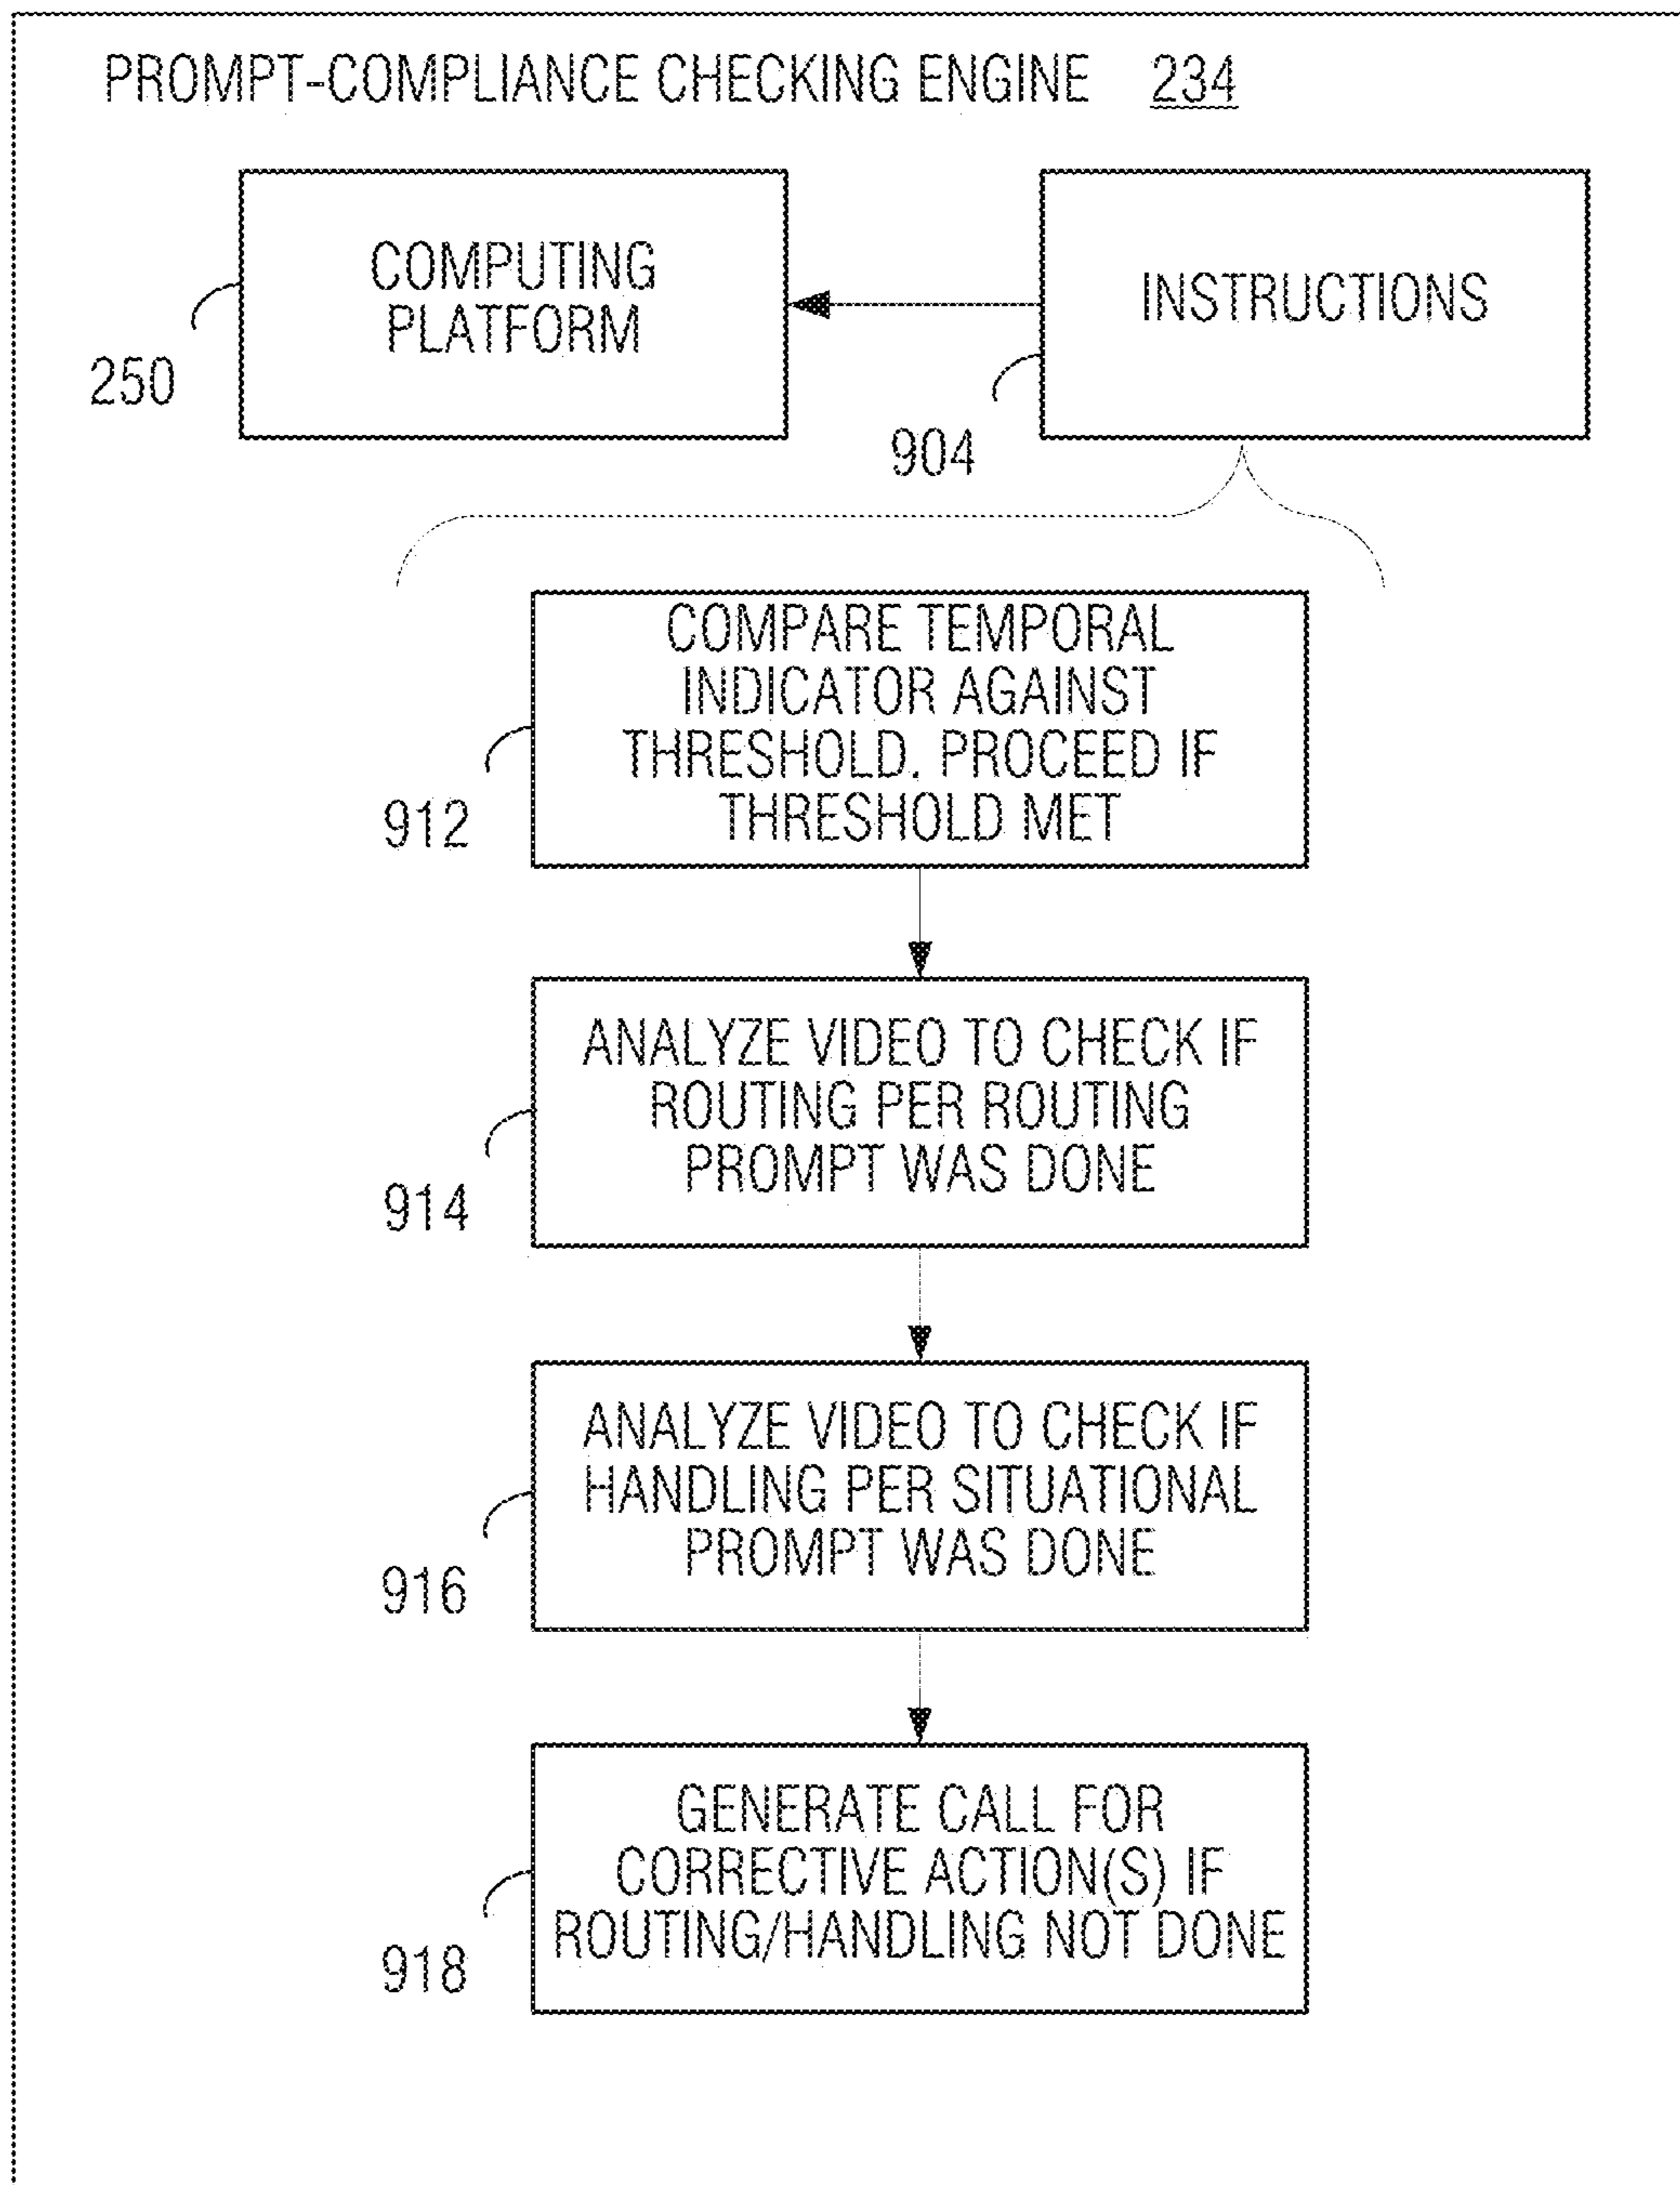 PROMPT-COMPLIANCE CHECKING ENGINE 234
COMPUTING
PLATFORM
250
INSTRUCTIONS
904
COMPARE TEMPORAL
INDICATOR AGAINST
THRESHOLD. PROCEED IF
THRESHOLD MET
912
ANALYZE VIDEO TO CHECK IF
ROUTING PER ROUTING
PROMPT WAS DONE
914
ANALYZE VIDEO TO CHECK IF
HANDLING PER SITUATIONAL
PROMPT WAS DONE
916
GENERATE CALL FOR
CORRECTIVE ACTION(S) IF
ROUTING/HANDLING NOT DONE
918